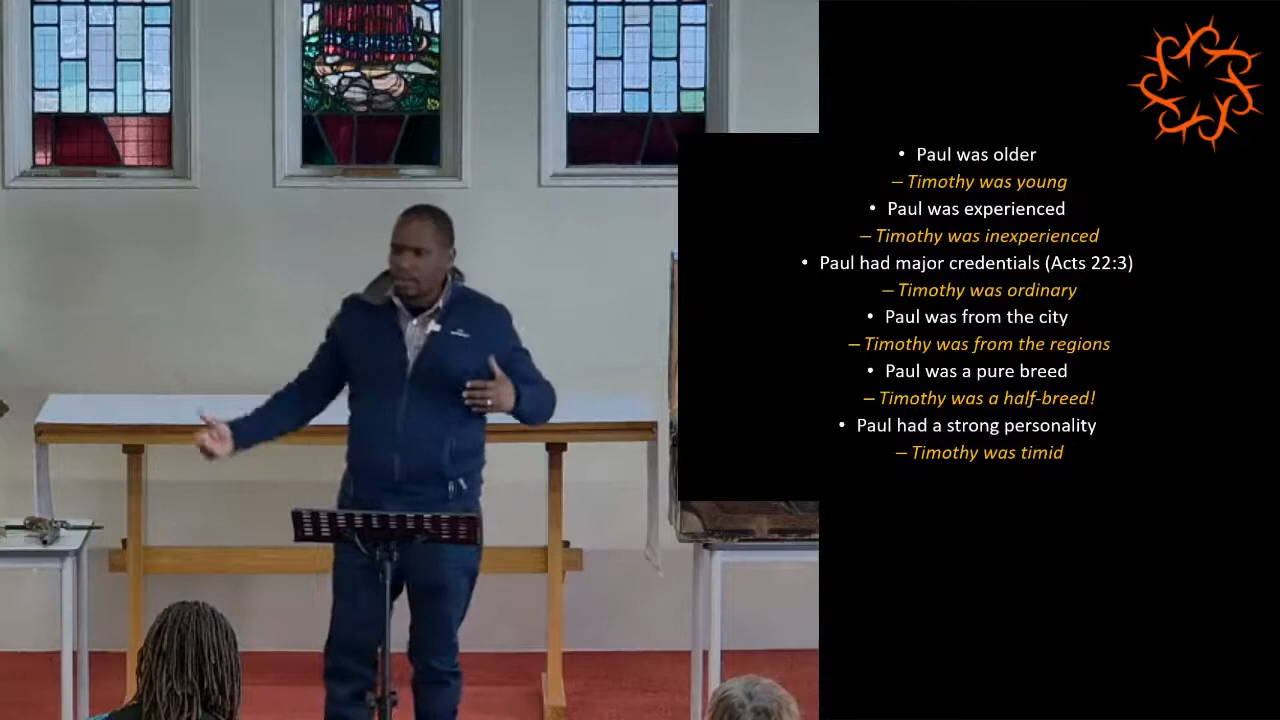 • Paul was older
– Timothy was young
• Paul was experienced
– Timothy was inexperienced
• Paul had major credentials (Acts 22:3)
– Timothy was ordinary
• Paul was from the city
– Timothy was from the regions
• Paul was a pure breed
– Timothy was a half-breed!
• Paul had a strong personality
– Timothy was timid